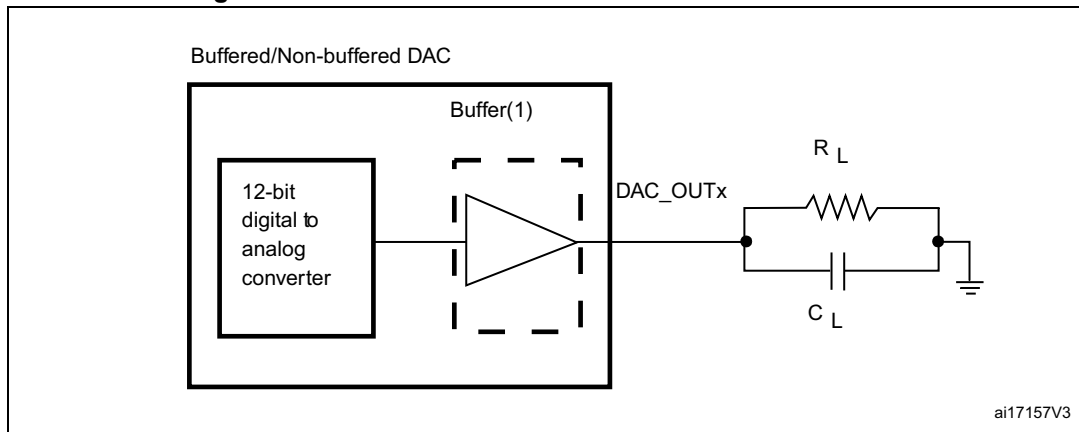 Buffered/Non-buffered DAC
Buffer(1)
12-bit
digital to
analog
converter
DAC_OUTx
R L
C L
ai17157V3